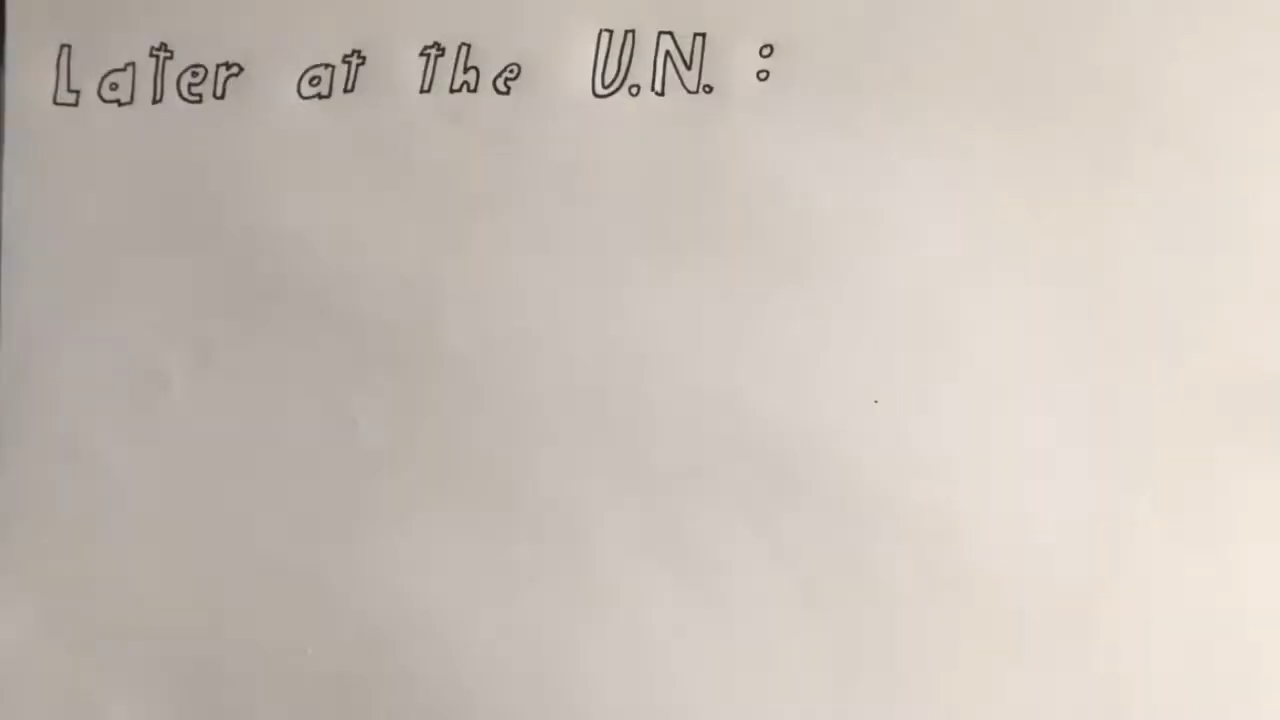 Later at the U.N. :